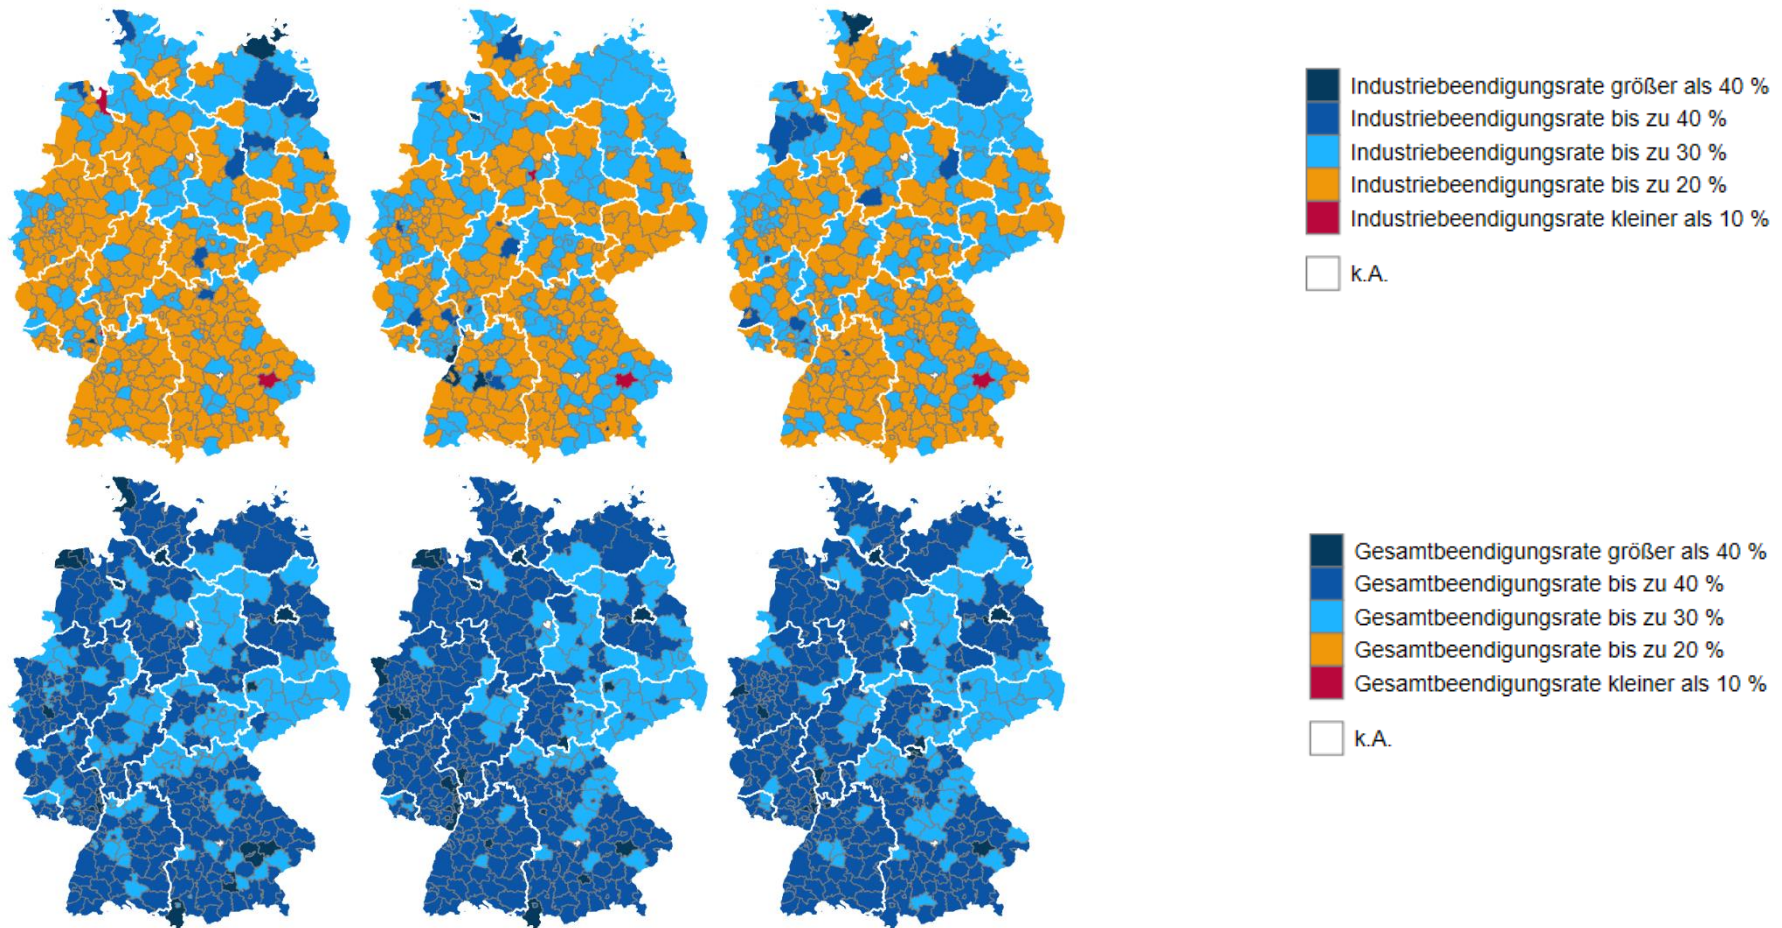 Industriebeendigungsrate größer als 40 %
Industriebeendigungsrate bis zu 40 %
Industriebeendigungsrate bis zu 30 %
Industriebeendigungsrate bis zu 20 %
Industriebeendigungsrate kleiner als 10 %
k.A.
Gesamtbeendigungsrate größer als 40 %
Gesamtbeendigungsrate bis zu 40 %
Gesamtbeendigungsrate bis zu 30 %
Gesamtbeendigungsrate bis zu 20 %
Gesamtbeendigungsrate kleiner als 10 %
k.A.